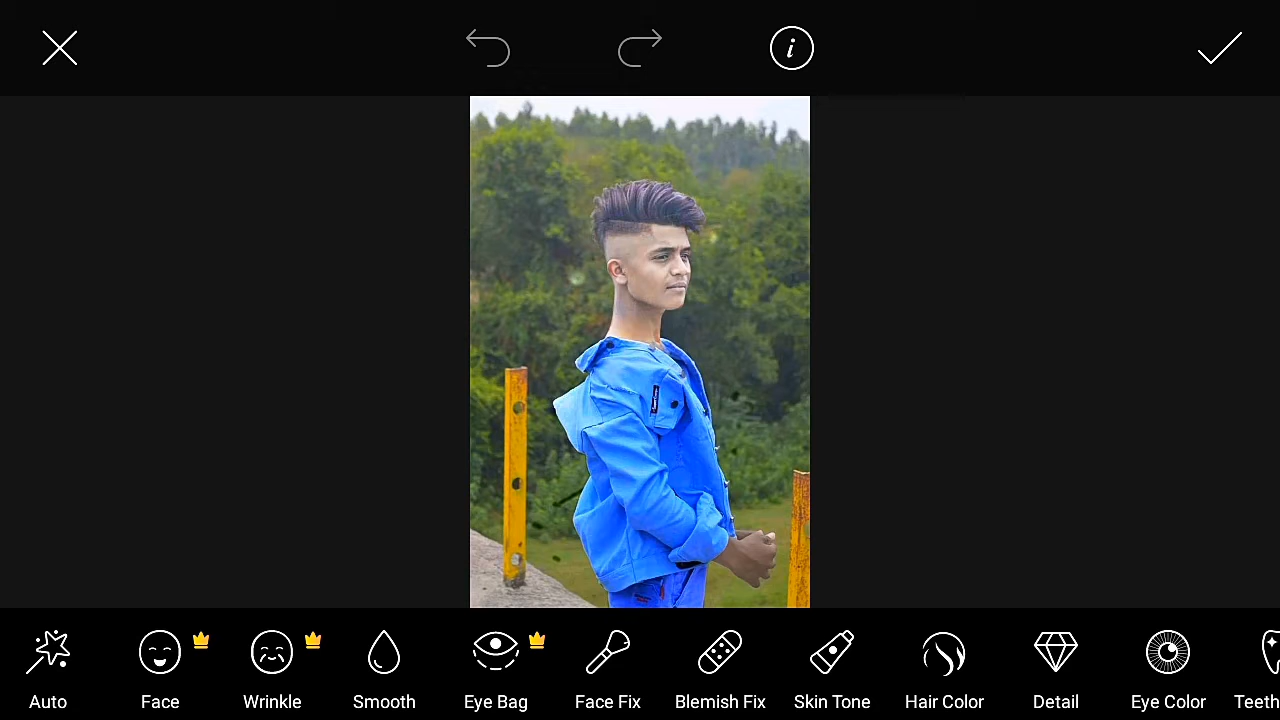 Auto
Face
Wrinkle
Smooth
Eye Bag
Face Fix
Blemish Fix
Skin Tone
Hair Color
Detail
Eye Color
Teeth